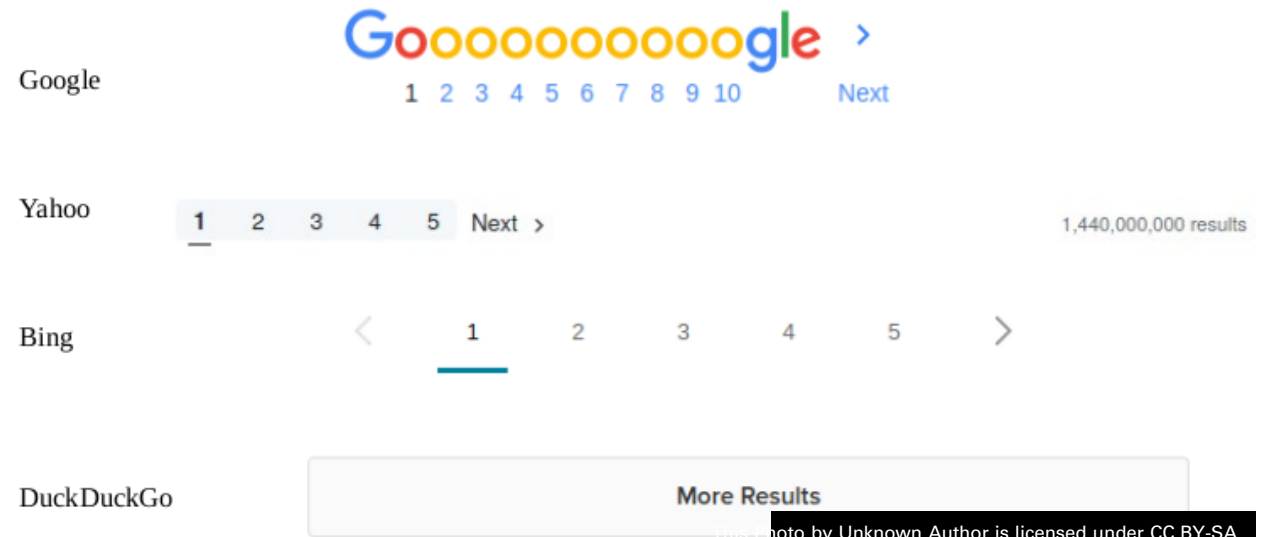 Goooooooooogle >
Google
1 2 3 4 5 6 7 8 9 10 Next
Yahoo 1 2 3 4 5 Next > 1,440,000,000 results
Bing < 1 2 3 4 5 >
DuckDuckGo More Results
This Photo by Unknown Author is licensed under CC BY-SA